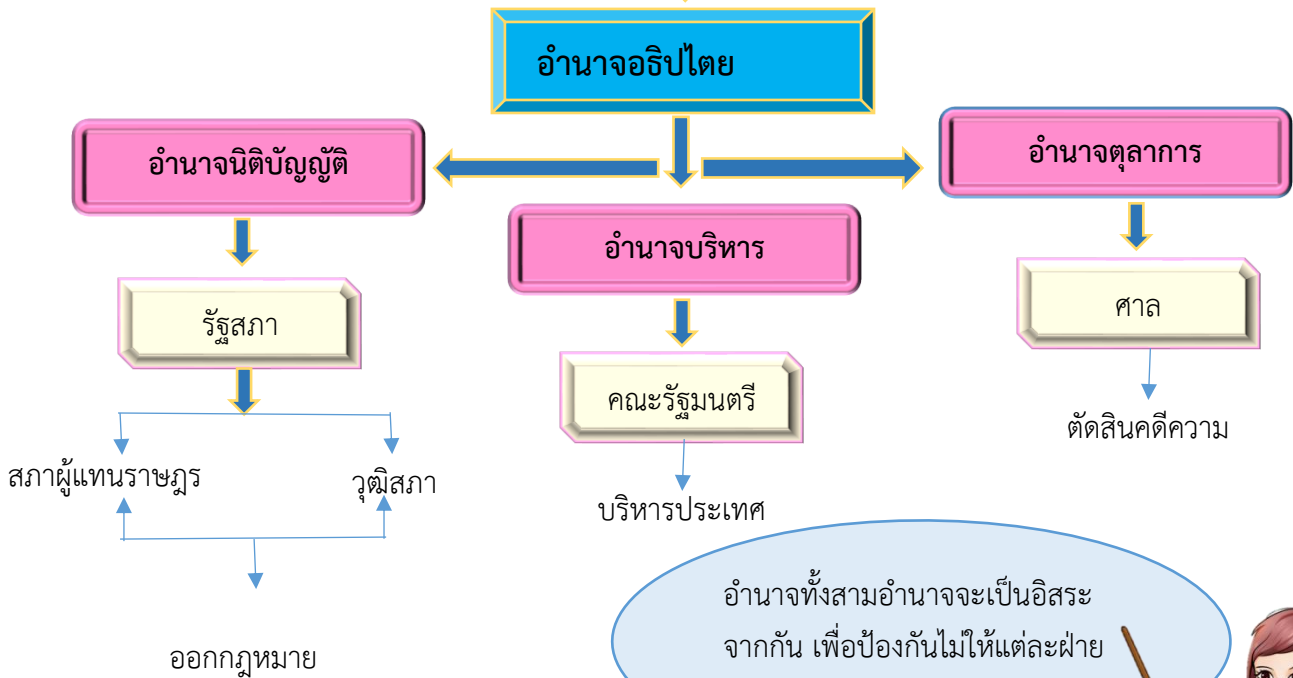 อำนาจอธิปไตย
อำนาจนิติบัญญัติ
อำนาจบริหาร
อำนาจตุลาการ
รัฐสภา
คณะรัฐมนตรี
ศาล
สภาผู้แทนราษฎร
วุฒิสภา
บริหารประเทศ
ตัดสินคดีความ
ออกกฎหมาย
อำนาจทั้งสามอำนาจจะเป็นอิสระ
จากกัน เพื่อป้องกันไม่ให้แต่ละฝ่าย